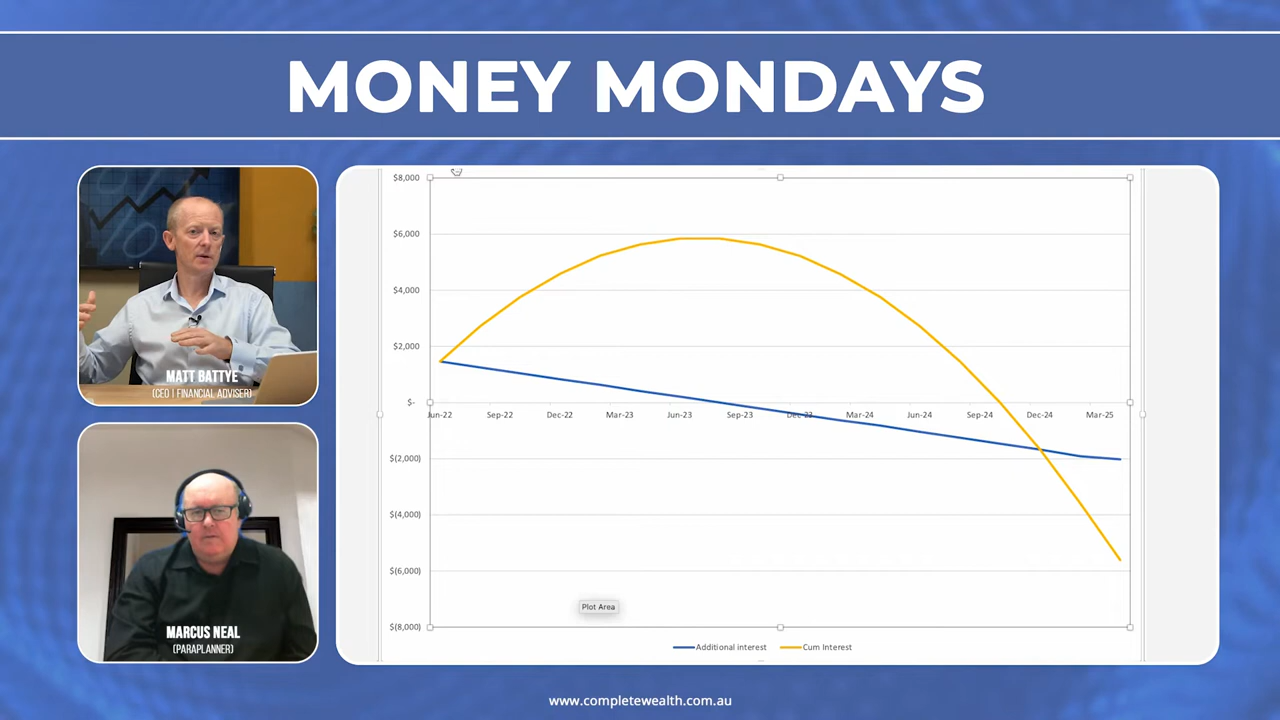 MONEY MONDAYS
MATT BATTYE
(CEO | FINANCIAL ADVISER)
MARCUS NEAL
(PARAPLANNER)
$8,000
$6,000
$4,000
$2,000
$-
$(2,000)
$(4,000)
$(6,000)
$(8,000)
Jun-22 Sep-22 Dec-22 Mar-23 Jun-23 Sep-23 Dec-23 Mar-24 Jun-24 Sep-24 Dec-24 Mar-25
Plot Area
Additional interest Cum Interest
www.completewealth.com.au